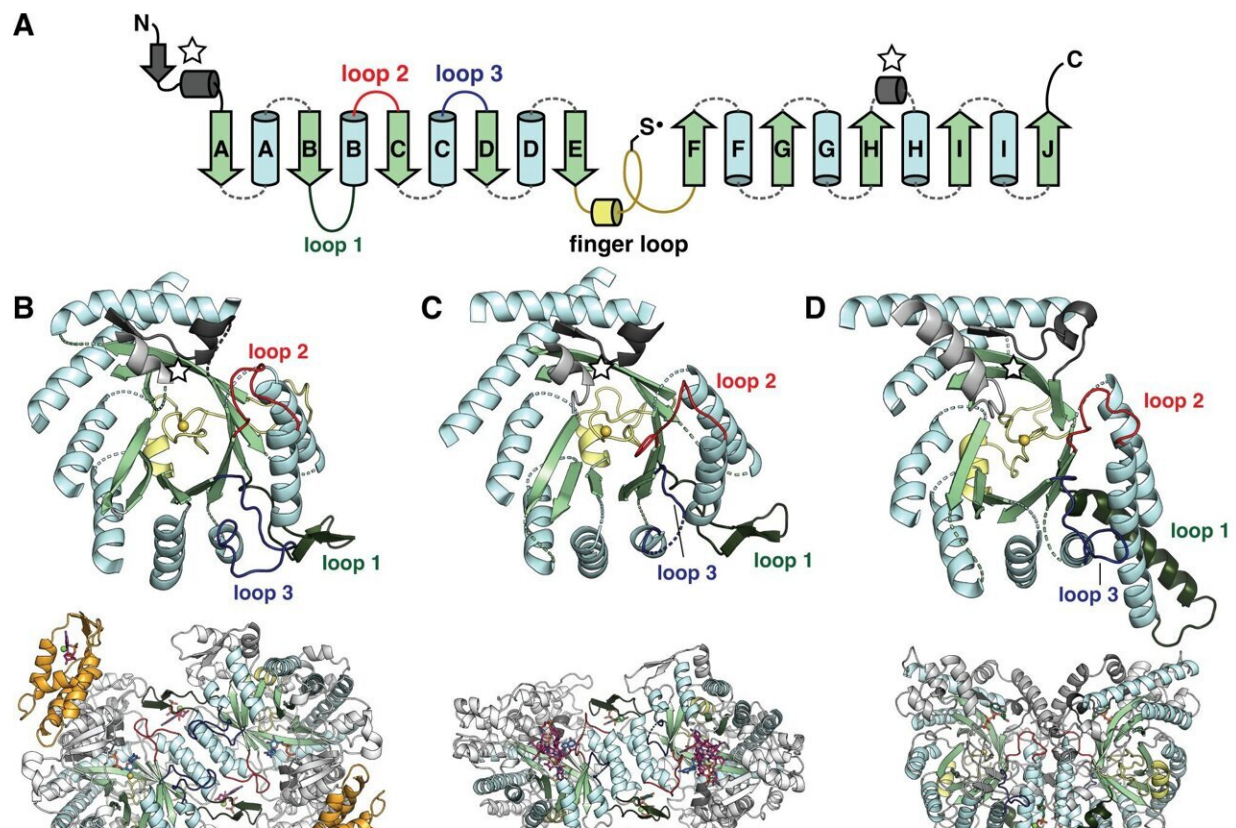 A
N
loop 2
loop 3
C
A A B B C C D D E
S•
F F G G H H I I J
loop 1
finger loop
B
C
D
loop 2
loop 2
loop 2
loop 1
loop 1
loop 1
loop 3
loop 3
loop 3